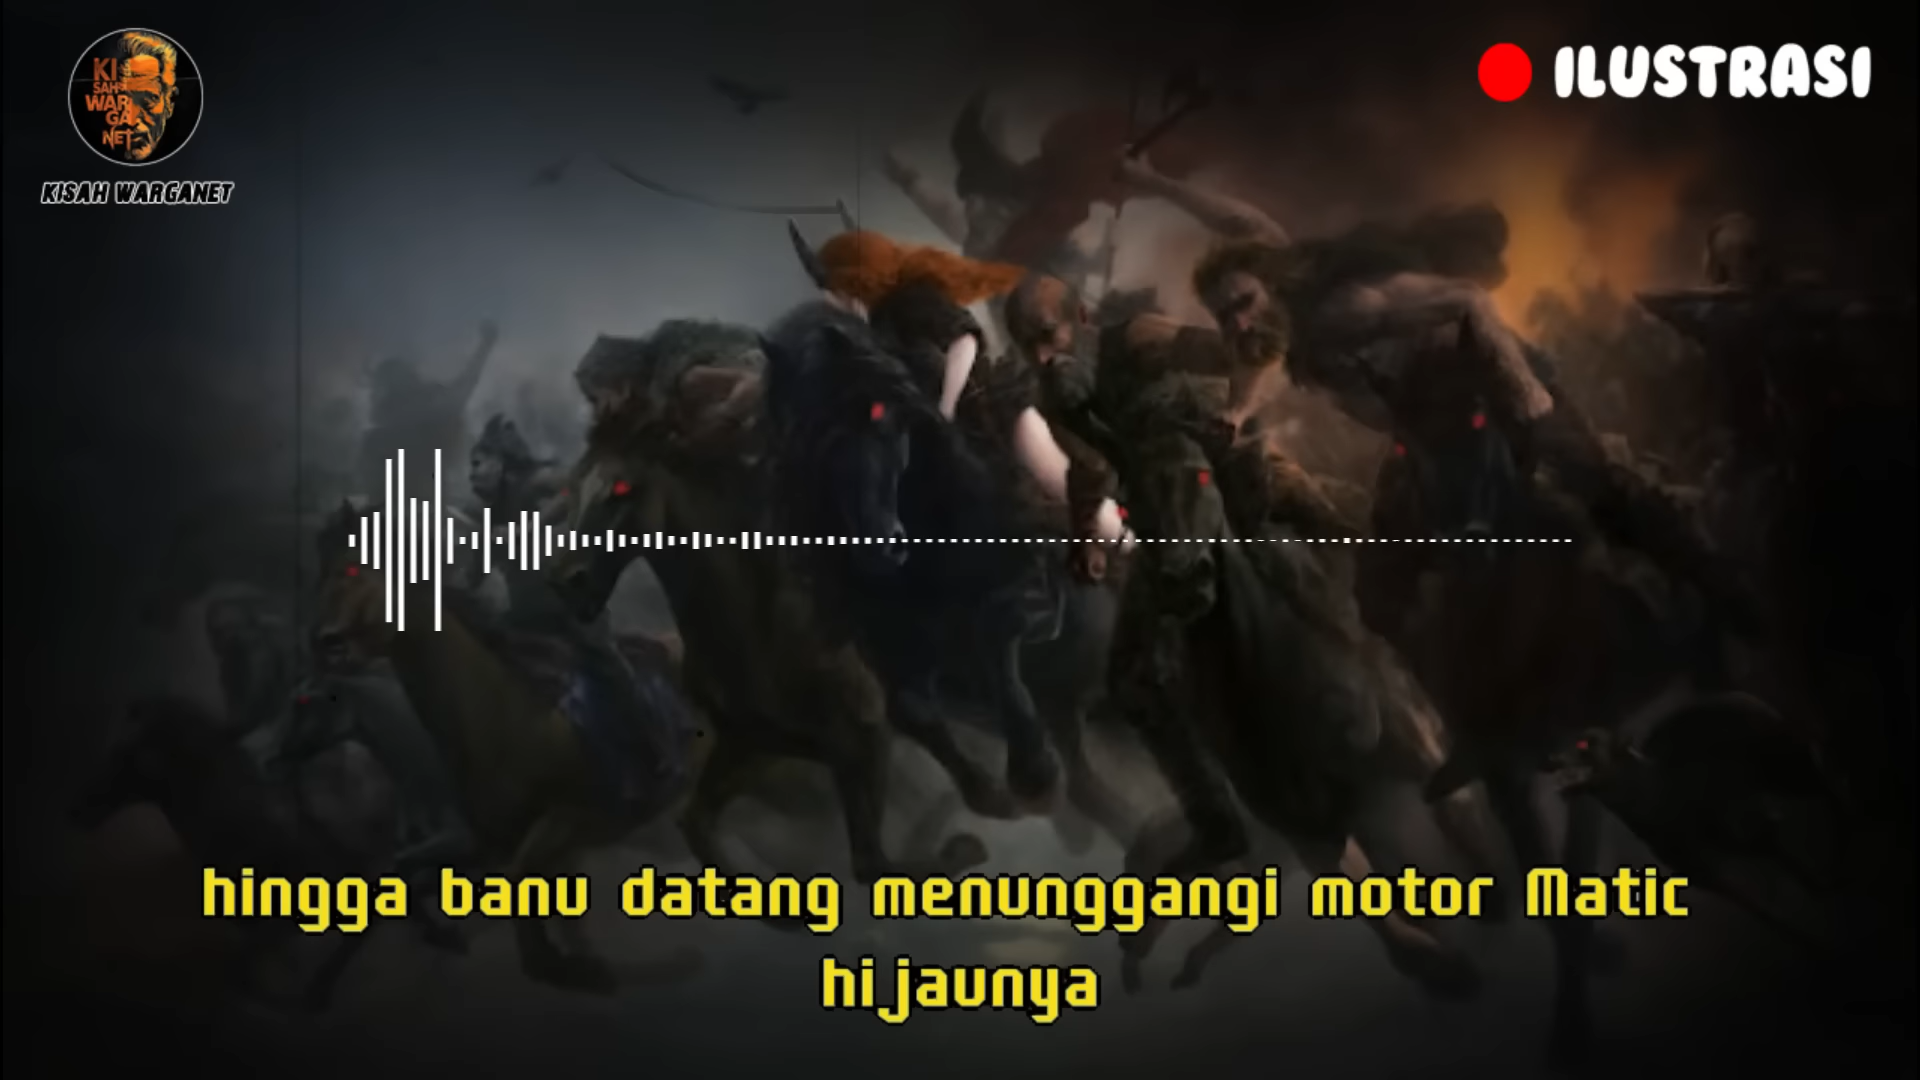 KI
SAH
WAR
GA
NET
KISAH WARGANET
ILUSTRASI
hingga banu datang menunggangi motor Matic
hijaunya